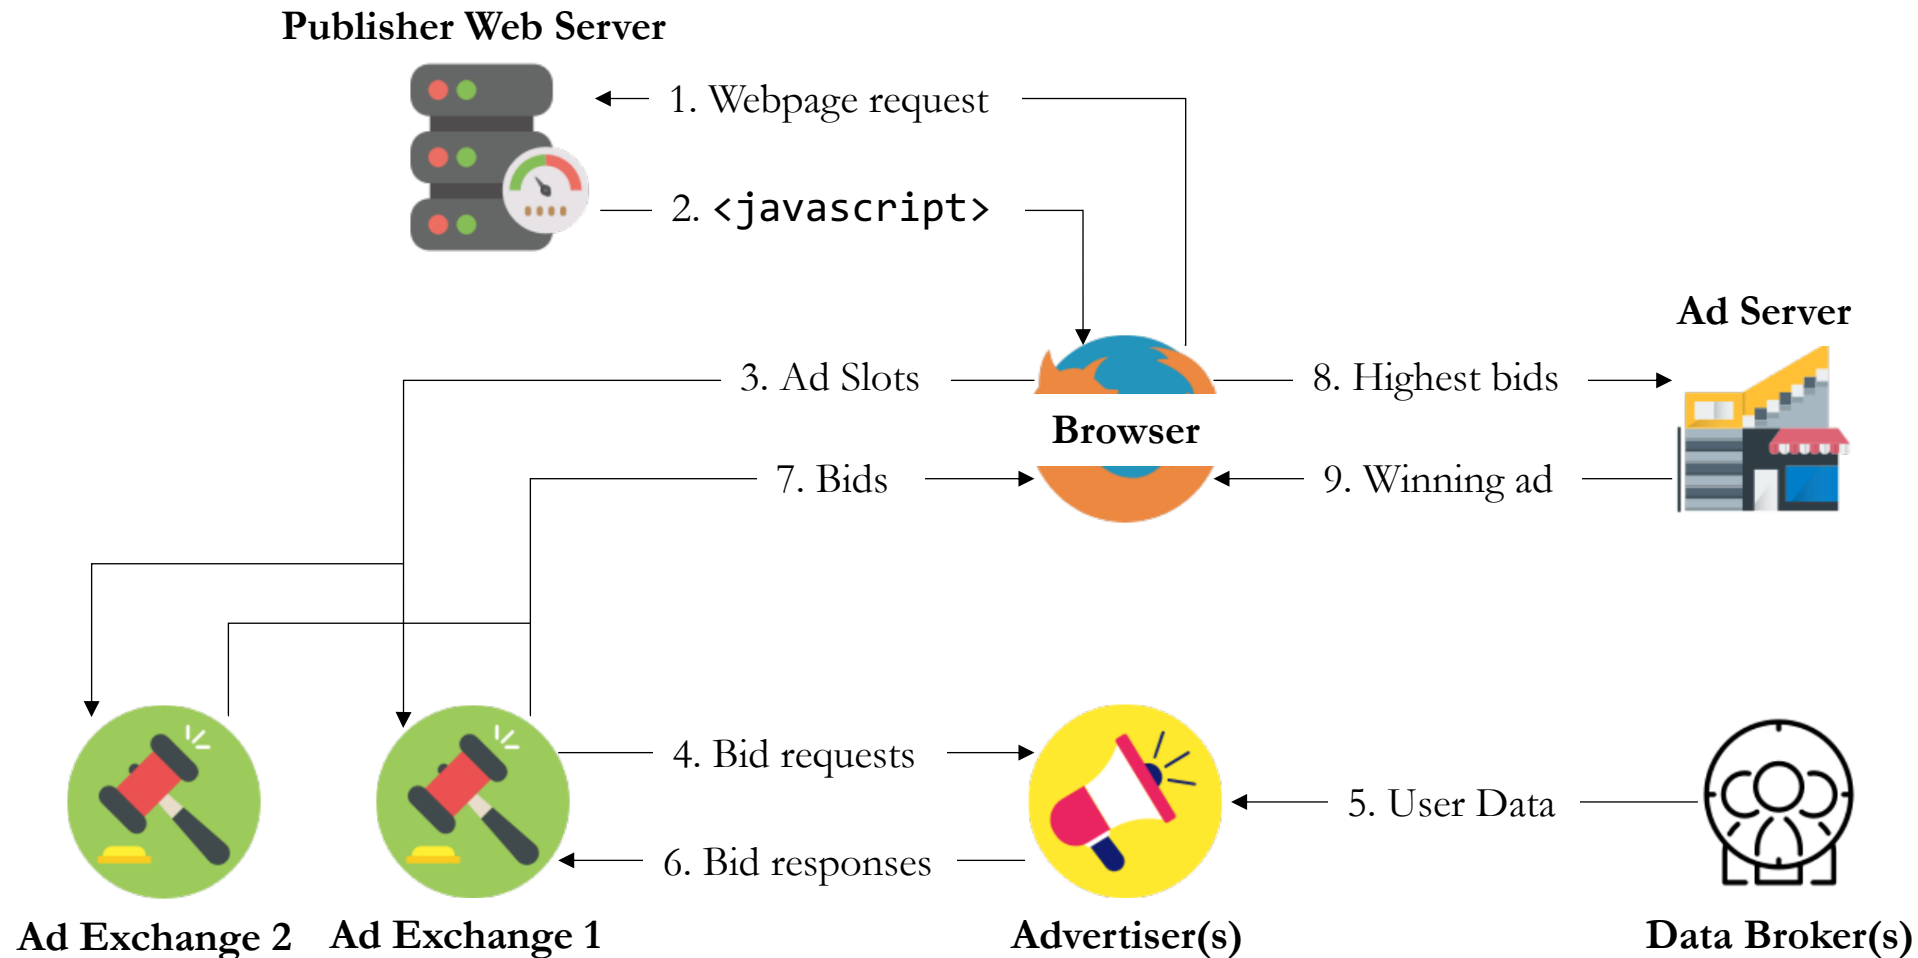 Publisher Web Server
1. Webpage request
2. <javascript>
Ad Server
3. Ad Slots
8. Highest bids
Browser
7. Bids
9. Winning ad
4. Bid requests
5. User Data
6. Bid responses
Ad Exchange 2
Ad Exchange 1
Advertiser(s)
Data Broker(s)